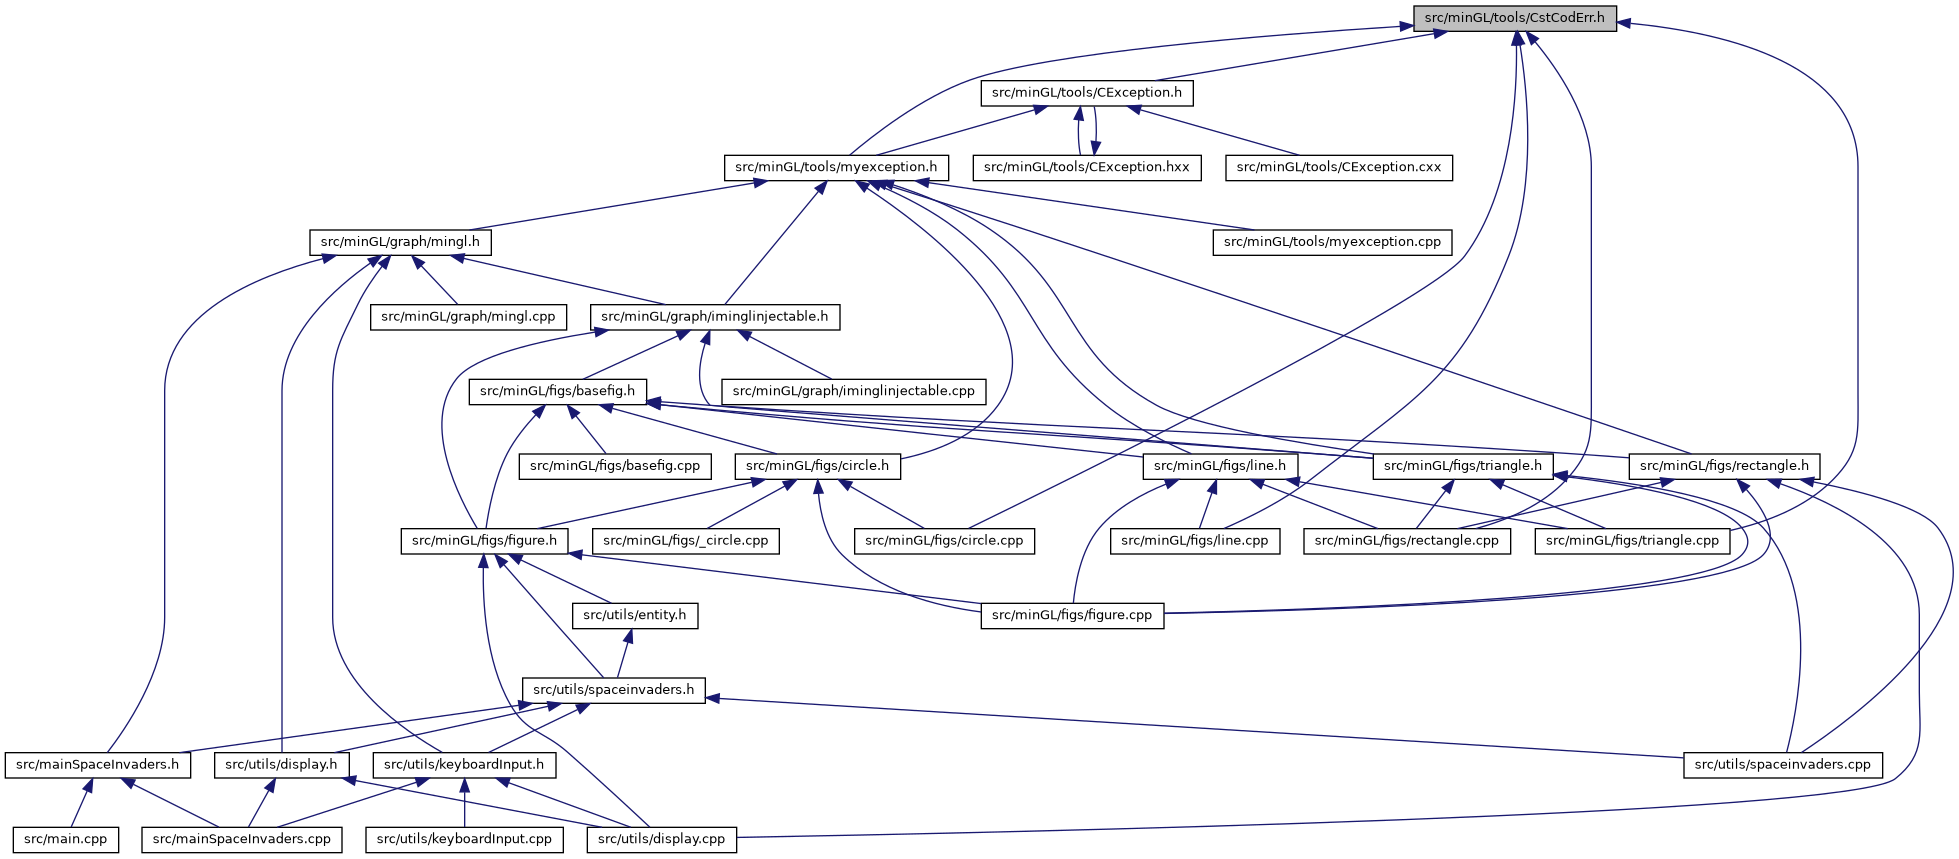 src/minGL/tools/CstCodErr.h
src/minGL/tools/CException.h
src/minGL/tools/myexception.h
src/minGL/tools/CException.hxx
src/minGL/tools/CException.cxx
src/minGL/graph/mingl.h
src/minGL/tools/myexception.cpp
src/minGL/graph/mingl.cpp
src/minGL/graph/iminglinjectable.h
src/minGL/figs/basefig.h
src/minGL/graph/iminglinjectable.cpp
src/minGL/figs/basefig.cpp
src/minGL/figs/circle.h
src/minGL/figs/line.h
src/minGL/figs/triangle.h
src/minGL/figs/rectangle.h
src/minGL/figs/figure.h
src/minGL/figs/_circle.cpp
src/minGL/figs/circle.cpp
src/minGL/figs/line.cpp
src/minGL/figs/rectangle.cpp
src/minGL/figs/triangle.cpp
src/utils/entity.h
src/minGL/figs/figure.cpp
src/utils/spaceinvaders.h
src/mainSpaceInvaders.h
src/utils/display.h
src/utils/keyboardInput.h
src/utils/spaceinvaders.cpp
src/main.cpp
src/mainSpaceInvaders.cpp
src/utils/keyboardInput.cpp
src/utils/display.cpp